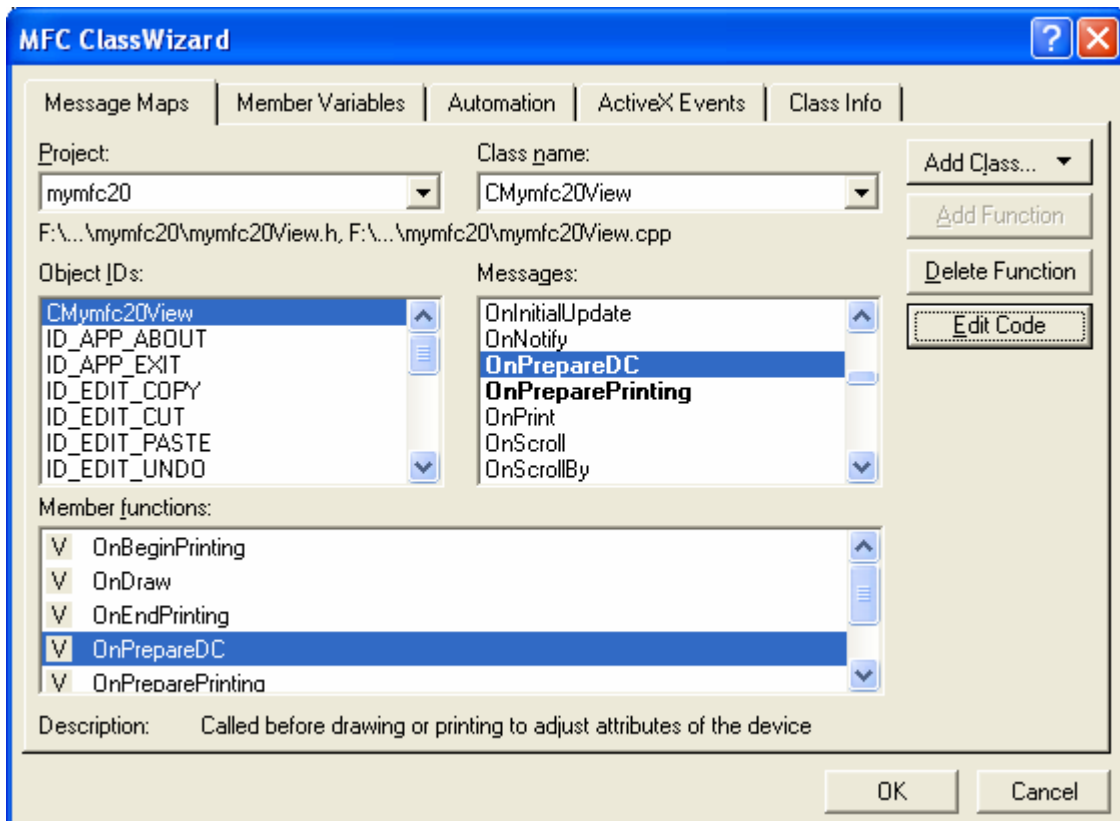 MFC ClassWizard
Message Maps Member Variables Automation ActiveX Events Class Info
Project:
mymfc20
Class name:
CMymfc20View
Add Class...
Add Function
Delete Function
Edit Code
F:\...\mymfc20\mymfc20View.h, F:\...\mymfc20\mymfc20View.cpp
Object IDs:
CMymfc20View
ID_APP_ABOUT
ID_APP_EXIT
ID_EDIT_COPY
ID_EDIT_CUT
ID_EDIT_PASTE
ID_EDIT_UNDO
Messages:
OnInitialUpdate
OnNotify
OnPrepareDC
OnPreparePrinting
OnPrint
OnScroll
OnScrollBy
Member functions:
V OnBeginPrinting
V OnDraw
V OnEndPrinting
V OnPrepareDC
V OnPreparePrinting
Description: Called before drawing or printing to adjust attributes of the device
OK Cancel